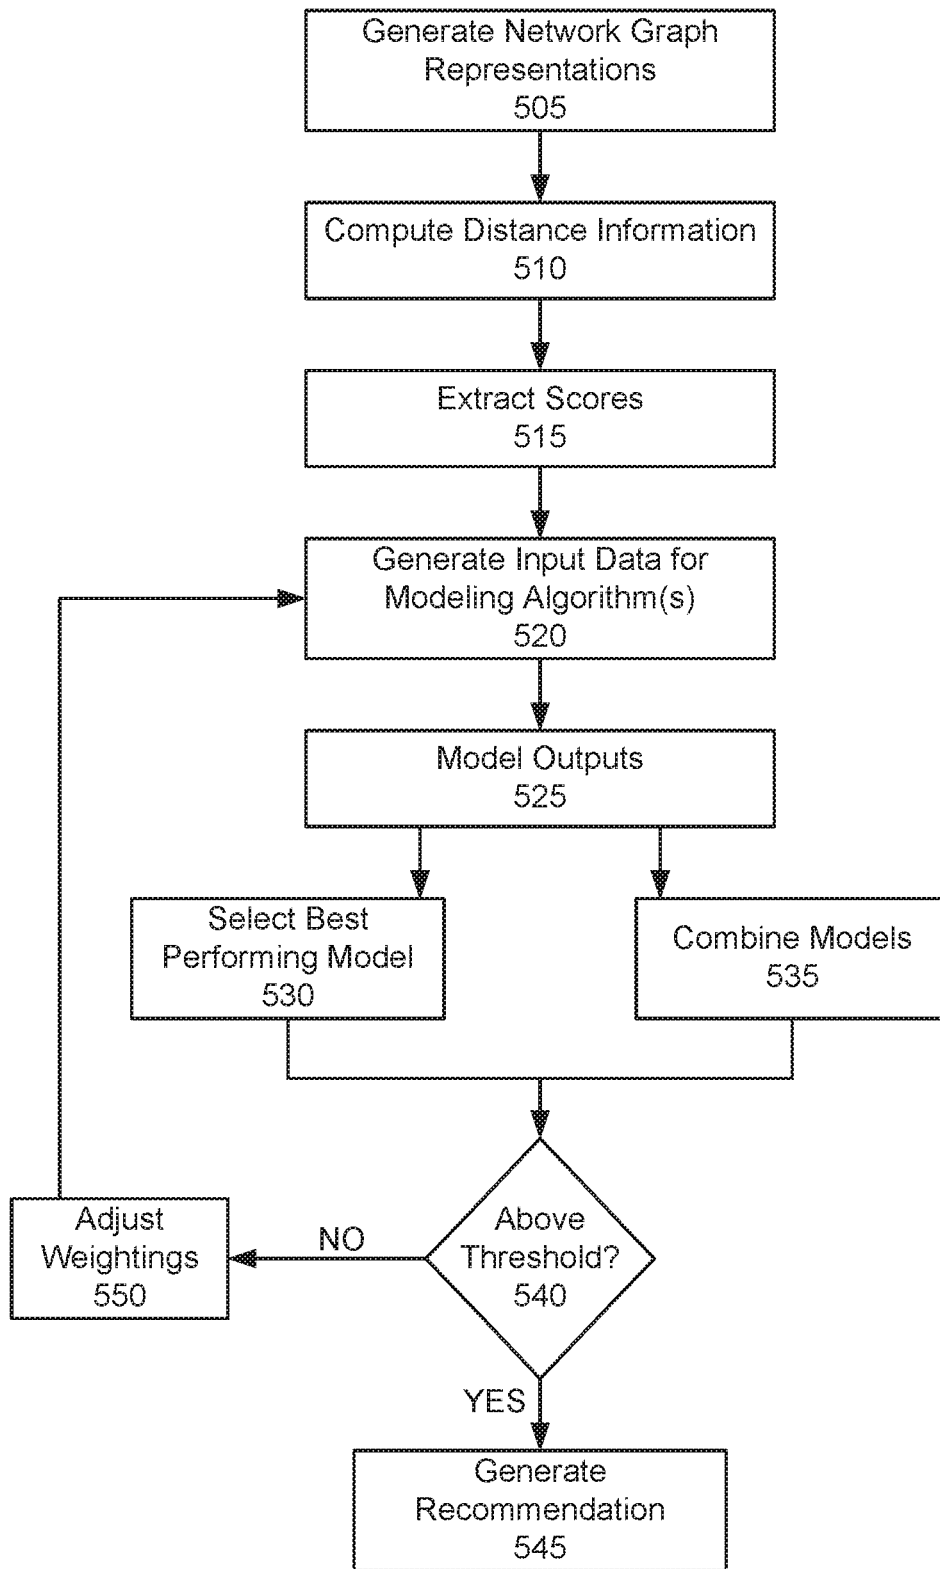 Generate Network Graph
Representations
505
Compute Distance Information
510
Extract Scores
515
Generate Input Data for
Modeling Algorithm(s)
520
Model Outputs
525
Select Best
Performing Model
530
Combine Models
535
Above
Threshold?
540
NO
Adjust
Weightings
550
YES
Generate
Recommendation
545